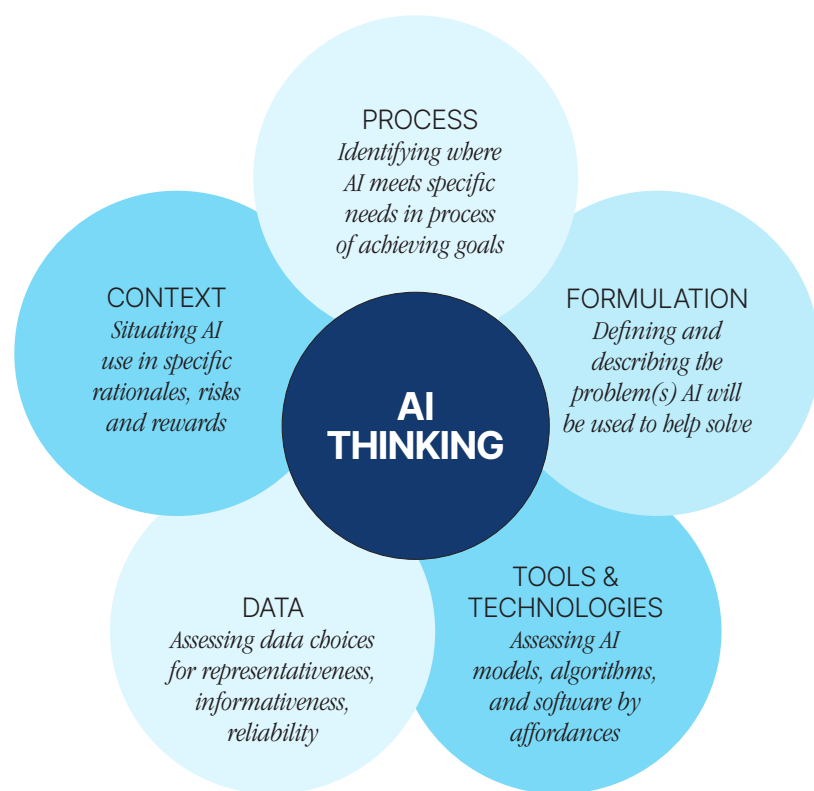 PROCESS
Identifying where
AI meets specific
needs in process
of achieving goals
CONTEXT
Situating AI
use in specific
rationales, risks
and rewards
FORMULATION
Defining and
describing the
problem(s) AI will
be used to help solve
AI
THINKING
DATA
Assessing data choices
for representativeness,
informativeness,
reliability
TOOLS &
TECHNOLOGIES
Assessing AI
models, algorithms,
and software by
affordances